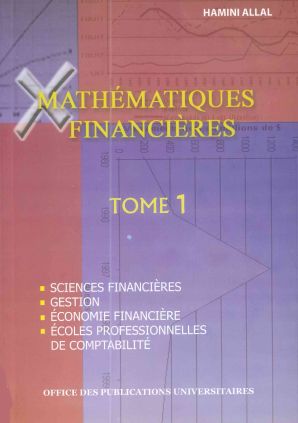 HAMINI ALLAL
MATHÉMATIQUES
FINANCIÈRES
TOME 1
SCIENCES FINANCIÈRES
GESTION
ÉCONOMIE FINANCIÈRE
ÉCOLES PROFESSIONNELLES
DE COMPTABILITÉ
OFFICE DES PUBLICATIONS UNIVERSITAIRES